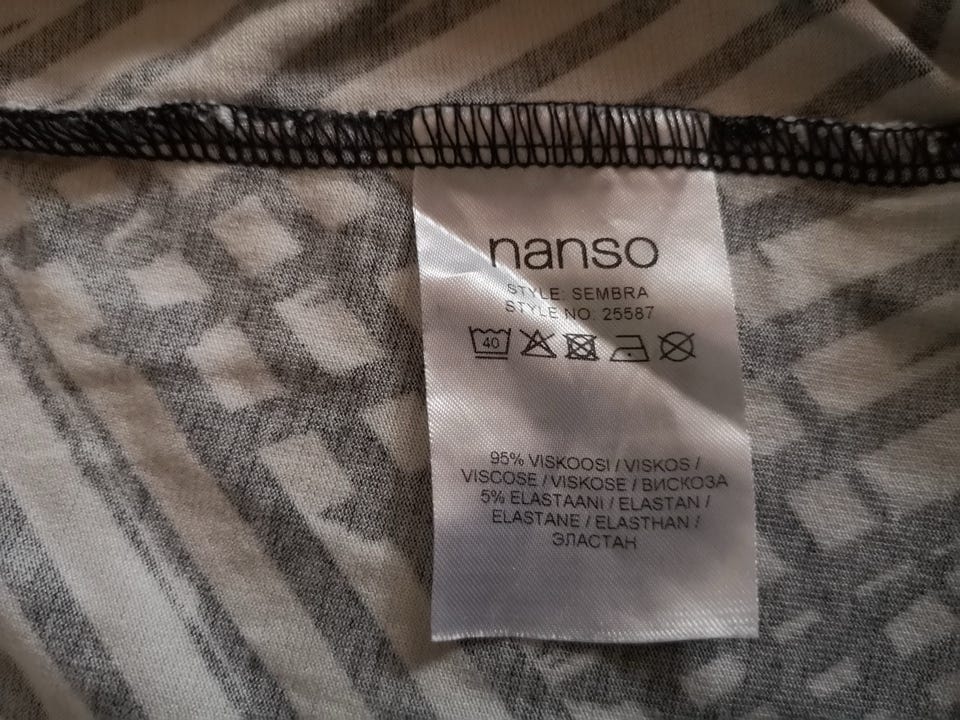 nanso
STYLE: SEMBRA
STYLE NO: 25587
40
95% VISKOOSI / VISKOS /
VISCOSE / VISKOSE / ВИСКОЗА
5% ELASTAANI / ELASTAN /
ELASTANE / ELASTHAN /
ЭЛАСТАН